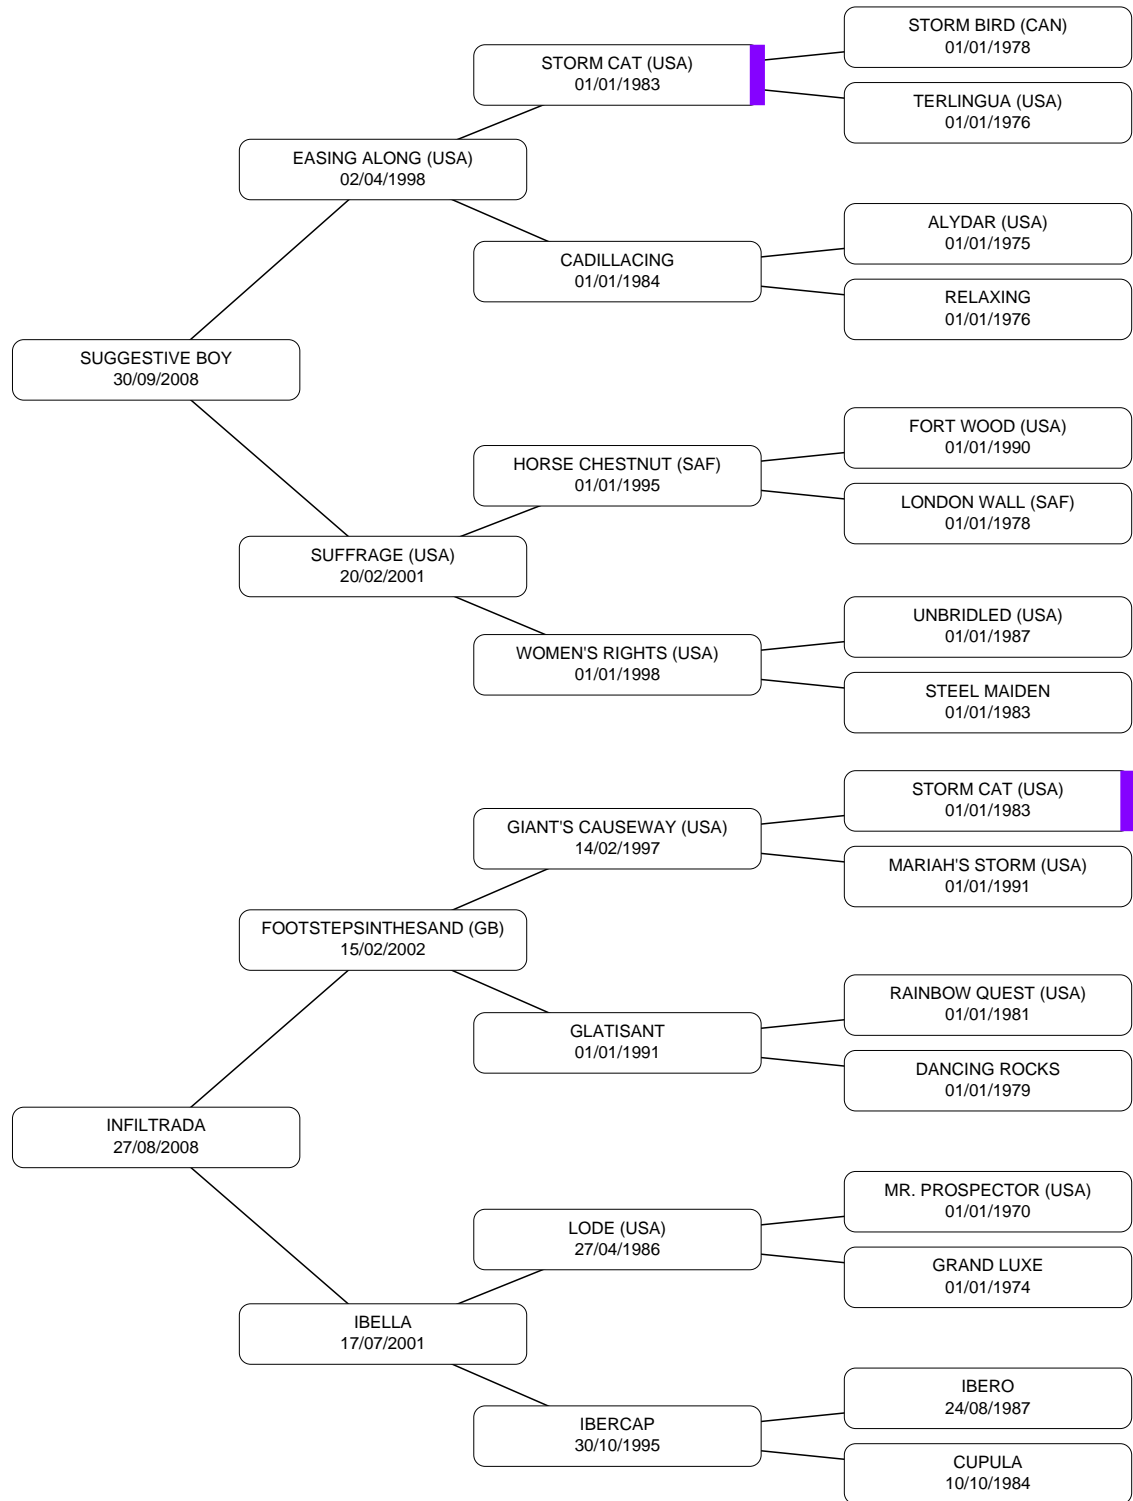 STORM BIRD (CAN)
01/01/1978
STORM CAT (USA)
01/01/1983
TERLINGUA (USA)
01/01/1976
EASING ALONG (USA)
02/04/1998
ALYDAR (USA)
01/01/1975
CADILLACING
01/01/1984
RELAXING
01/01/1976
SUGGESTIVE BOY
30/09/2008
FORT WOOD (USA)
01/01/1990
HORSE CHESTNUT (SAF)
01/01/1995
LONDON WALL (SAF)
01/01/1978
SUFFRAGE (USA)
20/02/2001
UNBRIDLED (USA)
01/01/1987
WOMEN'S RIGHTS (USA)
01/01/1998
STEEL MAIDEN
01/01/1983
STORM CAT (USA)
01/01/1983
GIANT'S CAUSEWAY (USA)
14/02/1997
MARIAH'S STORM (USA)
01/01/1991
FOOTSTEPSINTHESAND (GB)
15/02/2002
RAINBOW QUEST (USA)
01/01/1981
GLATISANT
01/01/1991
DANCING ROCKS
01/01/1979
INFILTRADA
27/08/2008
MR. PROSPECTOR (USA)
01/01/1970
LODE (USA)
27/04/1986
GRAND LUXE
01/01/1974
IBELLA
17/07/2001
IBERO
24/08/1987
IBERCAP
30/10/1995
CUPULA
10/10/1984